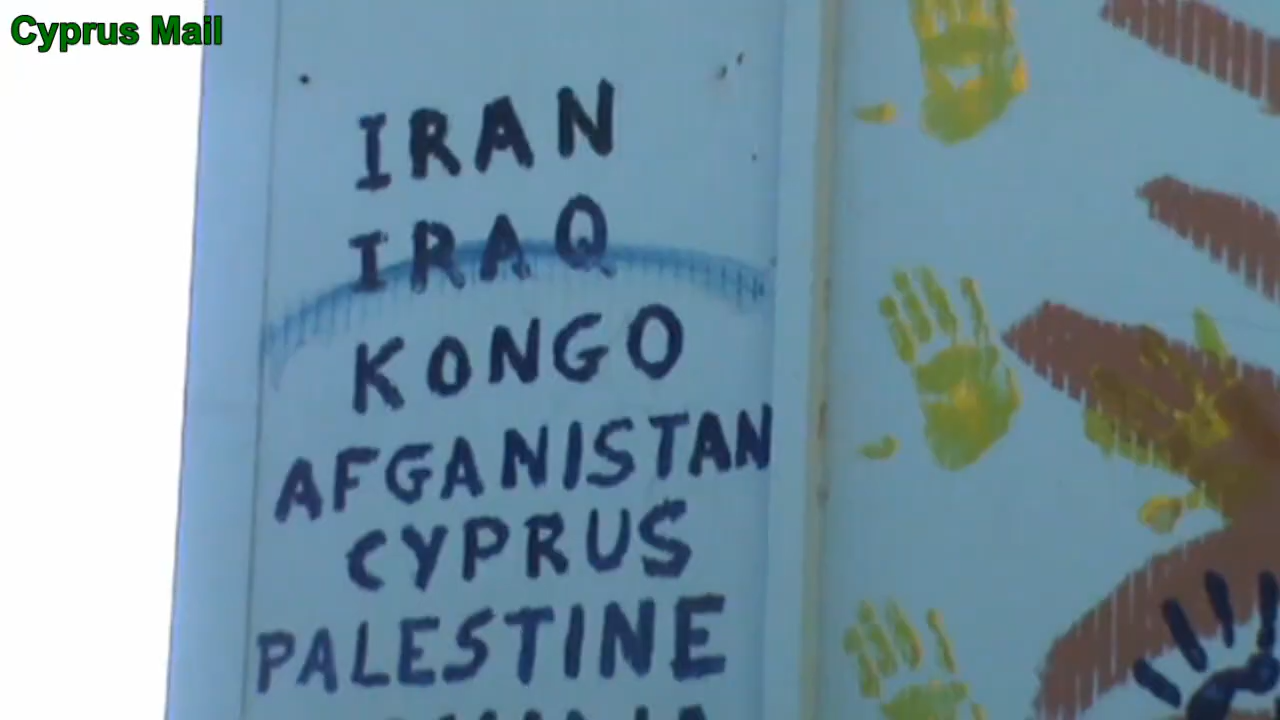 Cyprus Mail
IRAN
IRAQ
KONGO
AFGANISTAN
CYPRUS
PALESTINE